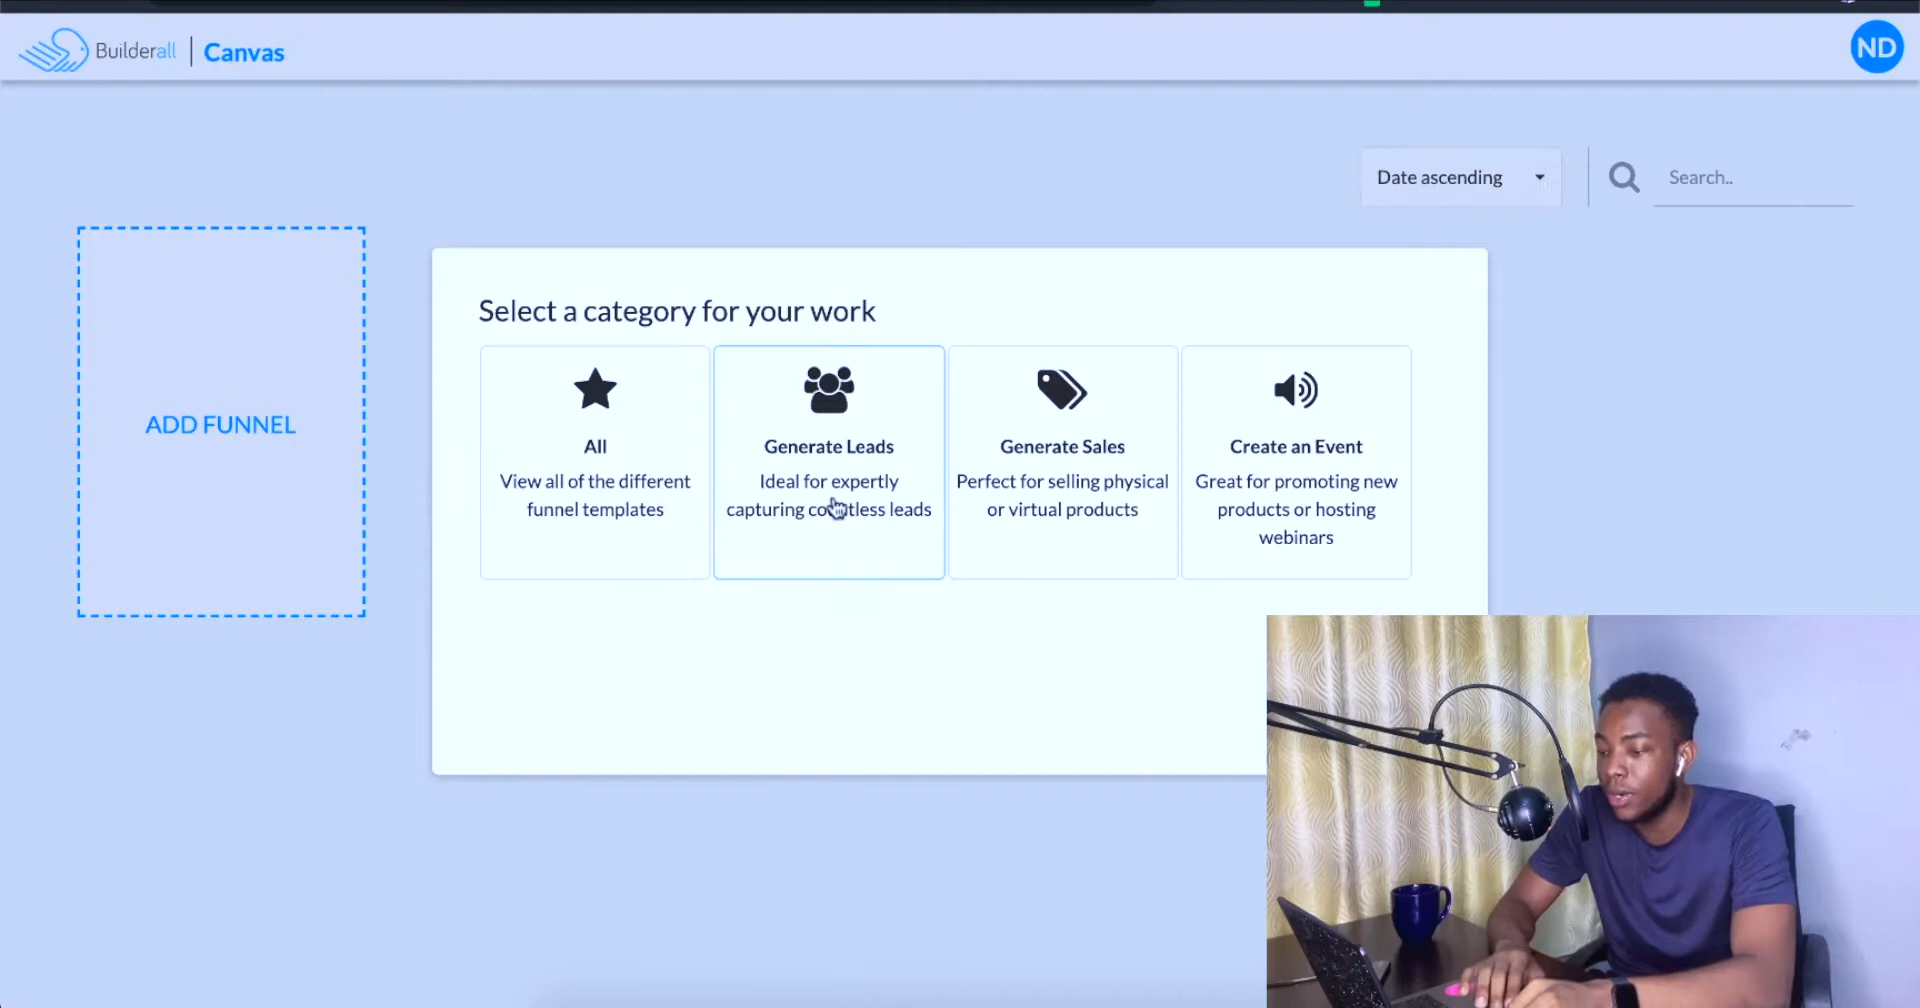 Builderall | Canvas
ND
Date ascending
Search..
ADD FUNNEL
Select a category for your work
All
View all of the different
funnel templates
Generate Leads
Ideal for expertly
capturing countless leads
Generate Sales
Perfect for selling physical
or virtual products
Create an Event
Great for promoting new
products or hosting
webinars